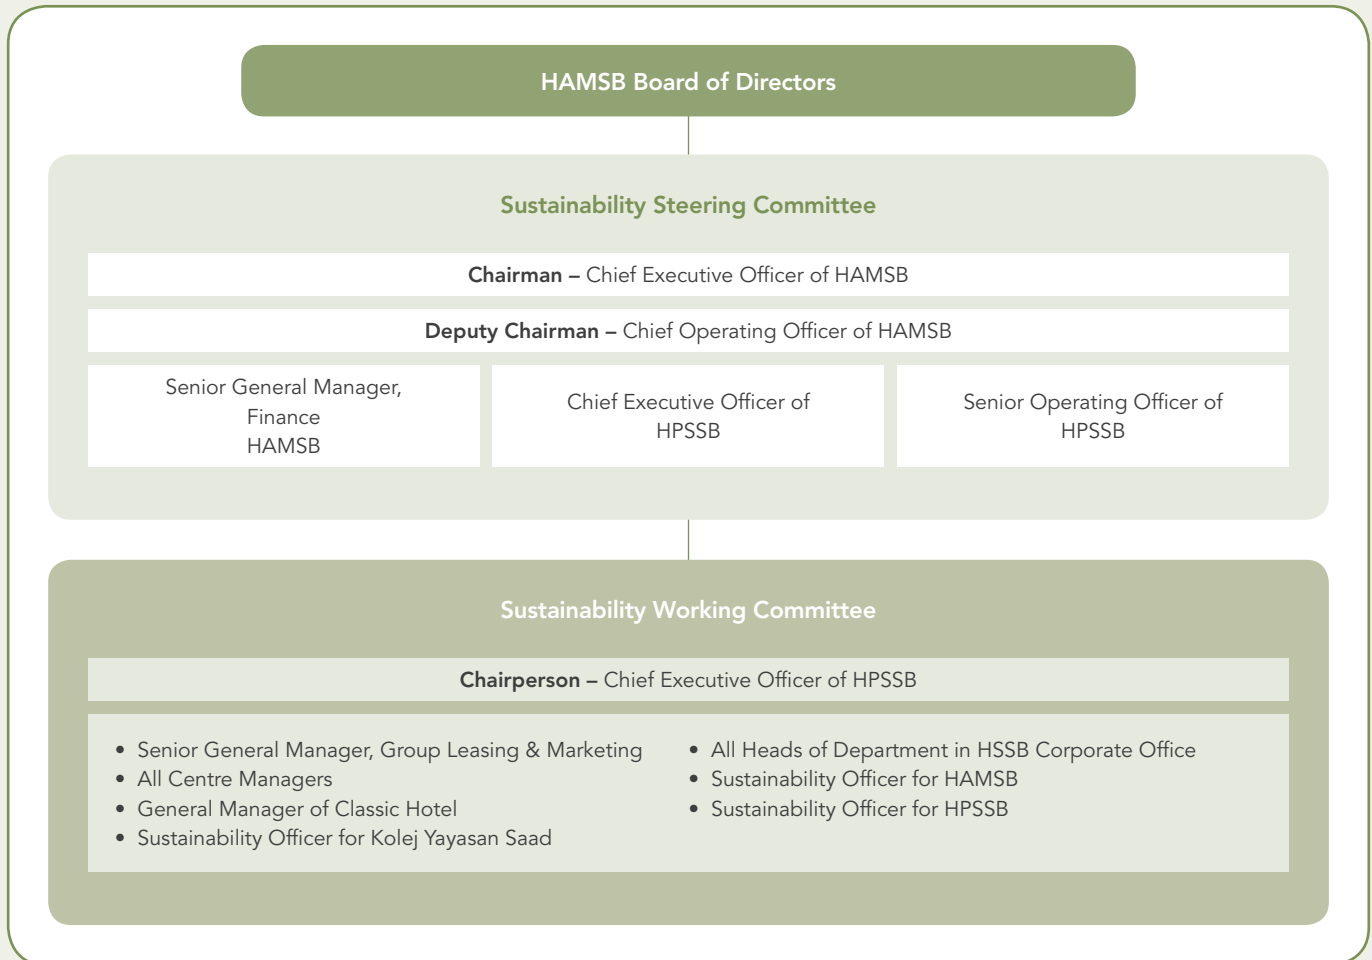 HAMSB Board of Directors
Sustainability Steering Committee
Chairman – Chief Executive Officer of HAMSB
Deputy Chairman – Chief Operating Officer of HAMSB
Senior General Manager,
Finance
HAMSB
Chief Executive Officer of
HPSSB
Senior Operating Officer of
HPSSB
Sustainability Working Committee
Chairperson – Chief Executive Officer of HPSSB
• Senior General Manager, Group Leasing & Marketing
• All Centre Managers
• General Manager of Classic Hotel
• Sustainability Officer for Kolej Yayasan Saad
• All Heads of Department in HSSB Corporate Office
• Sustainability Officer for HAMSB
• Sustainability Officer for HPSSB